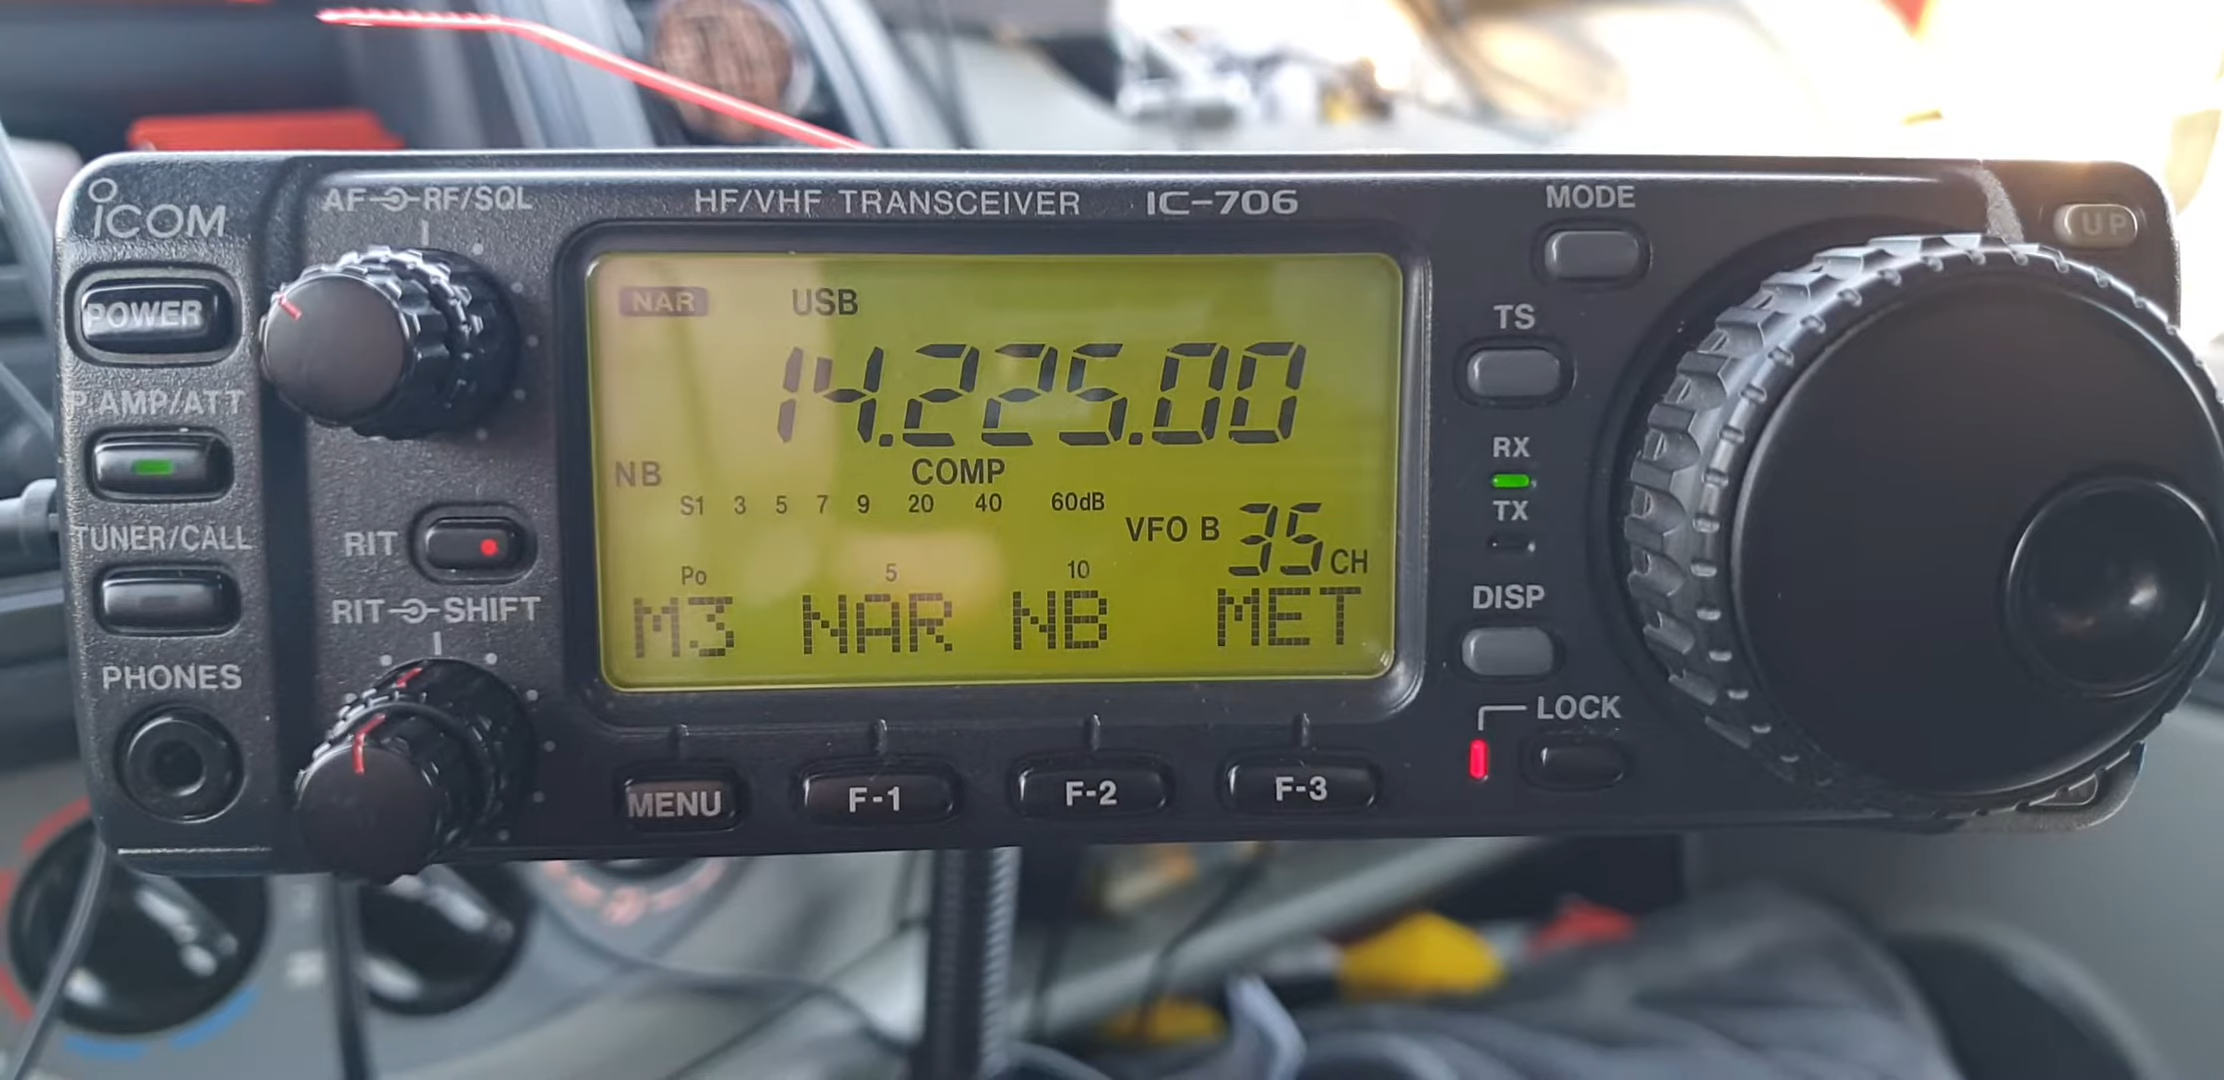 ICOM
AF RF/SQL
HF/VHF TRANSCEIVER IC-706
MODE
UP
POWER
P.AMP/ATT
TUNER/CALL
RIT
RIT SHIFT
PHONES
NAR USB
14.225.00
NB COMP
S1 3 5 7 9 20 40 60dB
VFO B 35 CH
Po 5 10
M3 NAR NB MET
MENU F-1 F-2 F-3
TS
RX
TX
DISP
LOCK